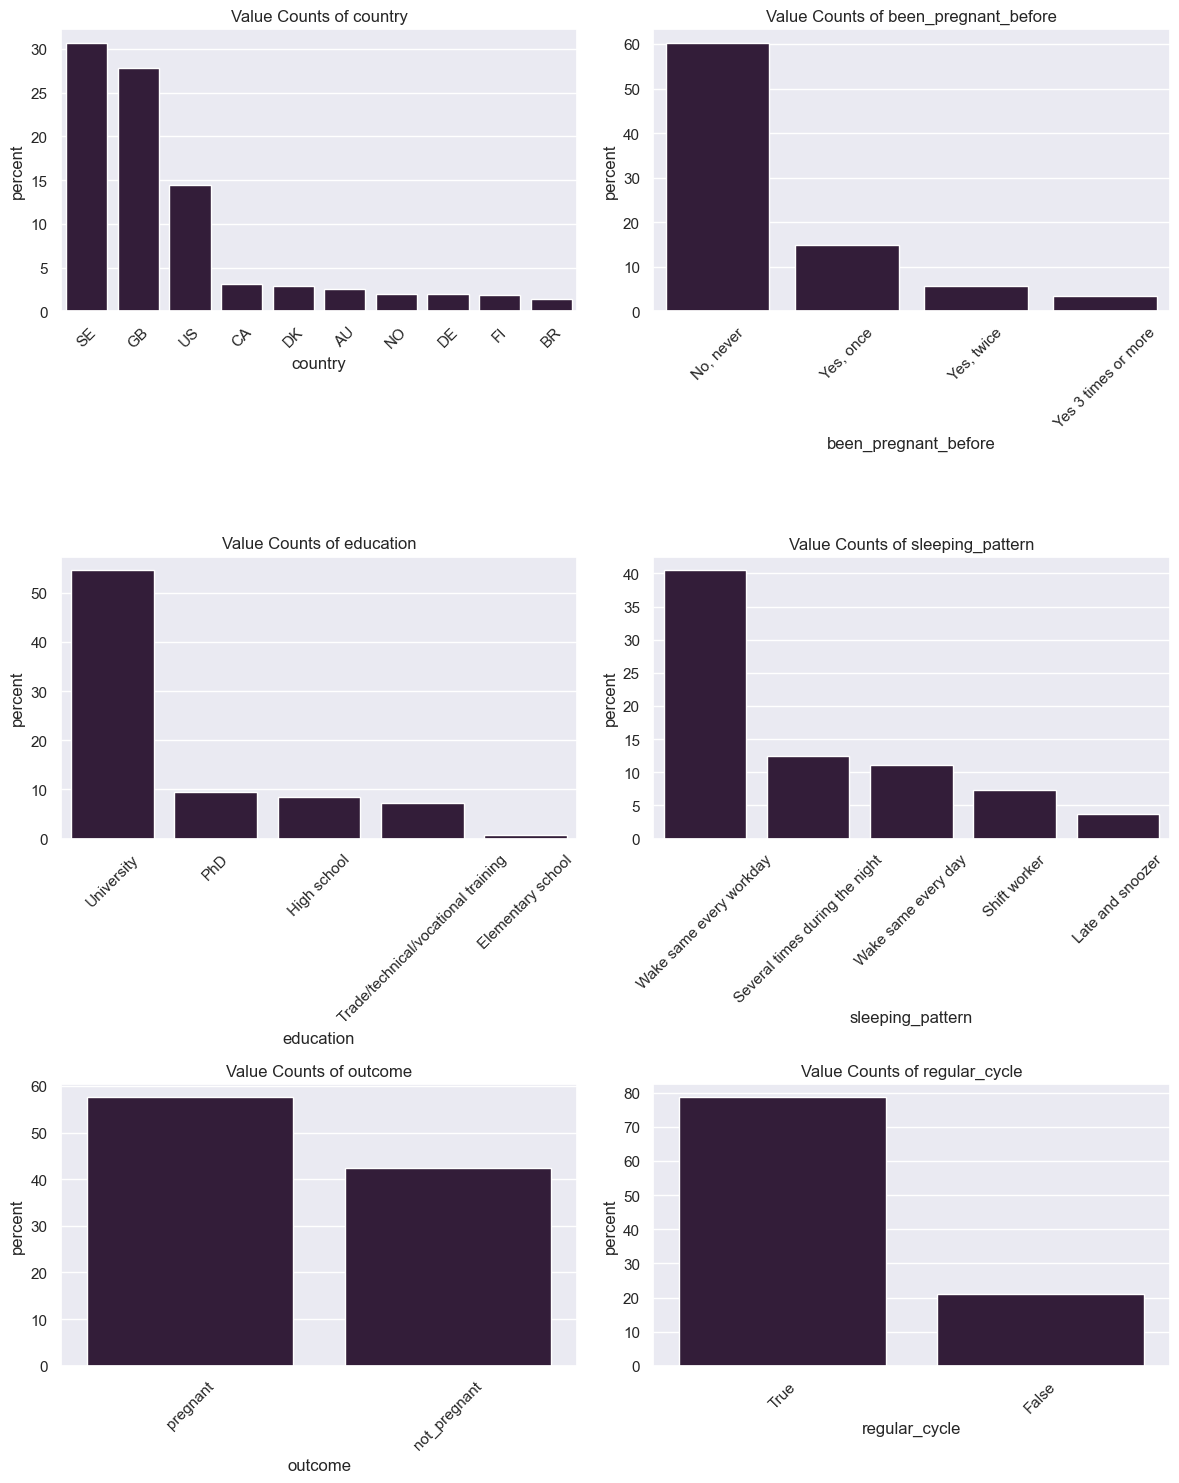 Value Counts of country
percent
30
25
20
15
10
5
0
SE
GB
US
CA
DK
AU
NO
DE
FI
BR
country
Value Counts of been_pregnant_before
percent
60
50
40
30
20
10
0
No, never
Yes, once
Yes, twice
Yes 3 times or more
been_pregnant_before
Value Counts of education
percent
50
40
30
20
10
0
University
PhD
High school
Trade/technical/vocational training
Elementary school
education
Value Counts of sleeping_pattern
percent
40
35
30
25
20
15
10
5
0
Wake same every workday
Several times during the night
Wake same every day
Shift worker
Late and snoozer
sleeping_pattern
Value Counts of outcome
percent
60
50
40
30
20
10
0
pregnant
not_pregnant
outcome
Value Counts of regular_cycle
percent
80
70
60
50
40
30
20
10
0
True
False
regular_cycle